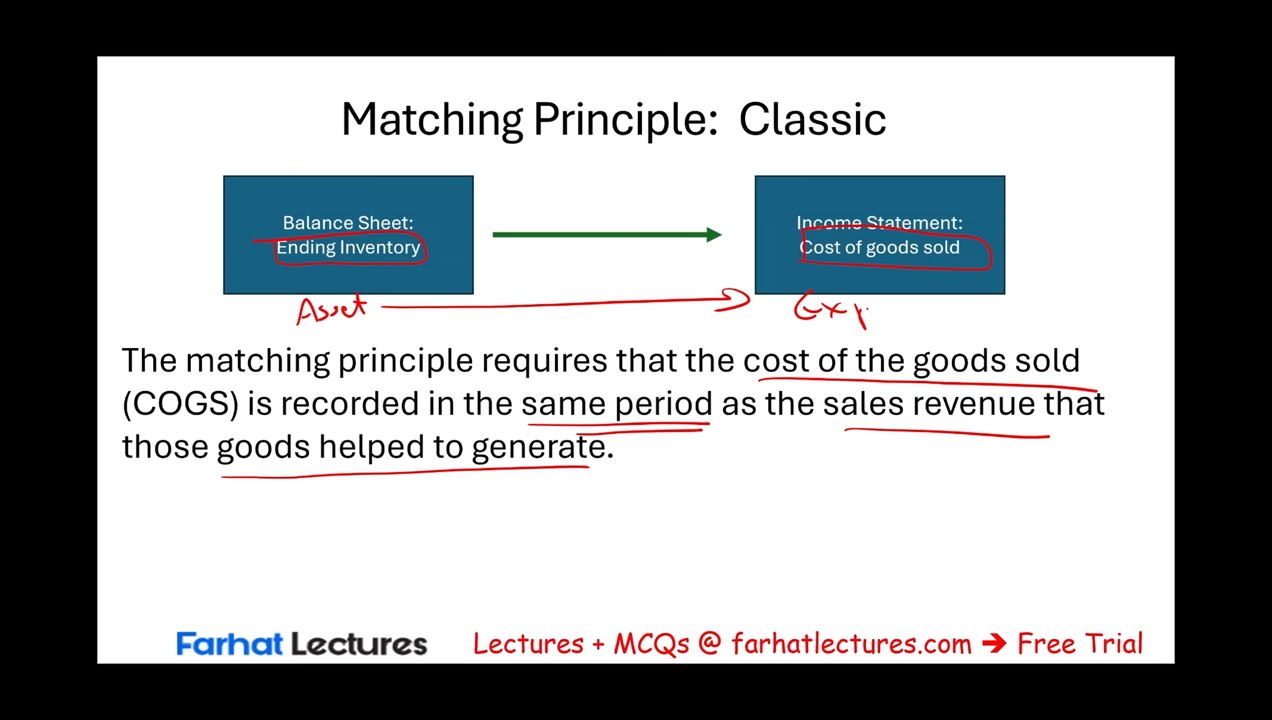 Matching Principle: Classic
Balance Sheet:
Ending Inventory
Income Statement:
Cost of goods sold
Asset
Exp
The matching principle requires that the cost of the goods sold
(COGS) is recorded in the same period as the sales revenue that
those goods helped to generate.
Farhat Lectures
Lectures + MCQs @ farhatlectures.com → Free Trial